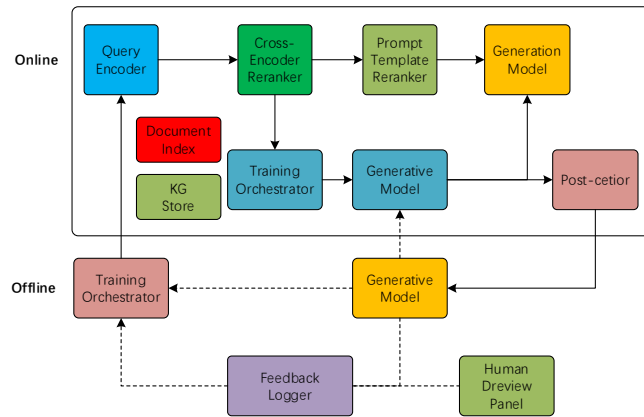 Online
Query
Encoder
Cross-
Encoder
Reranker
Prompt
Template
Reranker
Generation
Model
Document
Index
KG
Store
Training
Orchestrator
Generative
Model
Post-cetior
Offline
Training
Orchestrator
Generative
Model
Feedback
Logger
Human
Dreview
Panel